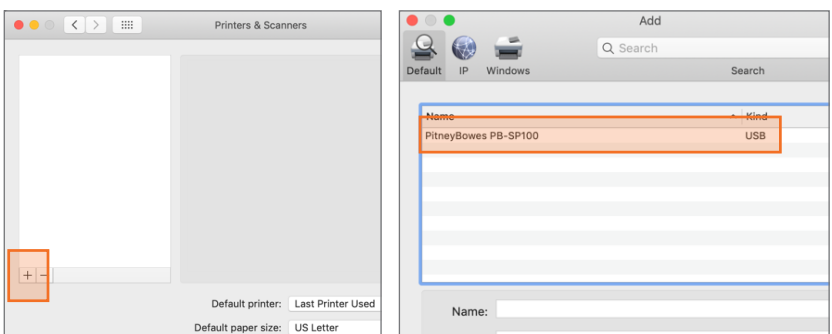 Printers & Scanners
+ −
Default printer: Last Printer Used
Default paper size: US Letter
Add
Search
Default IP Windows Search
Name Kind
PitneyBowes PB-SP100 USB
Name: